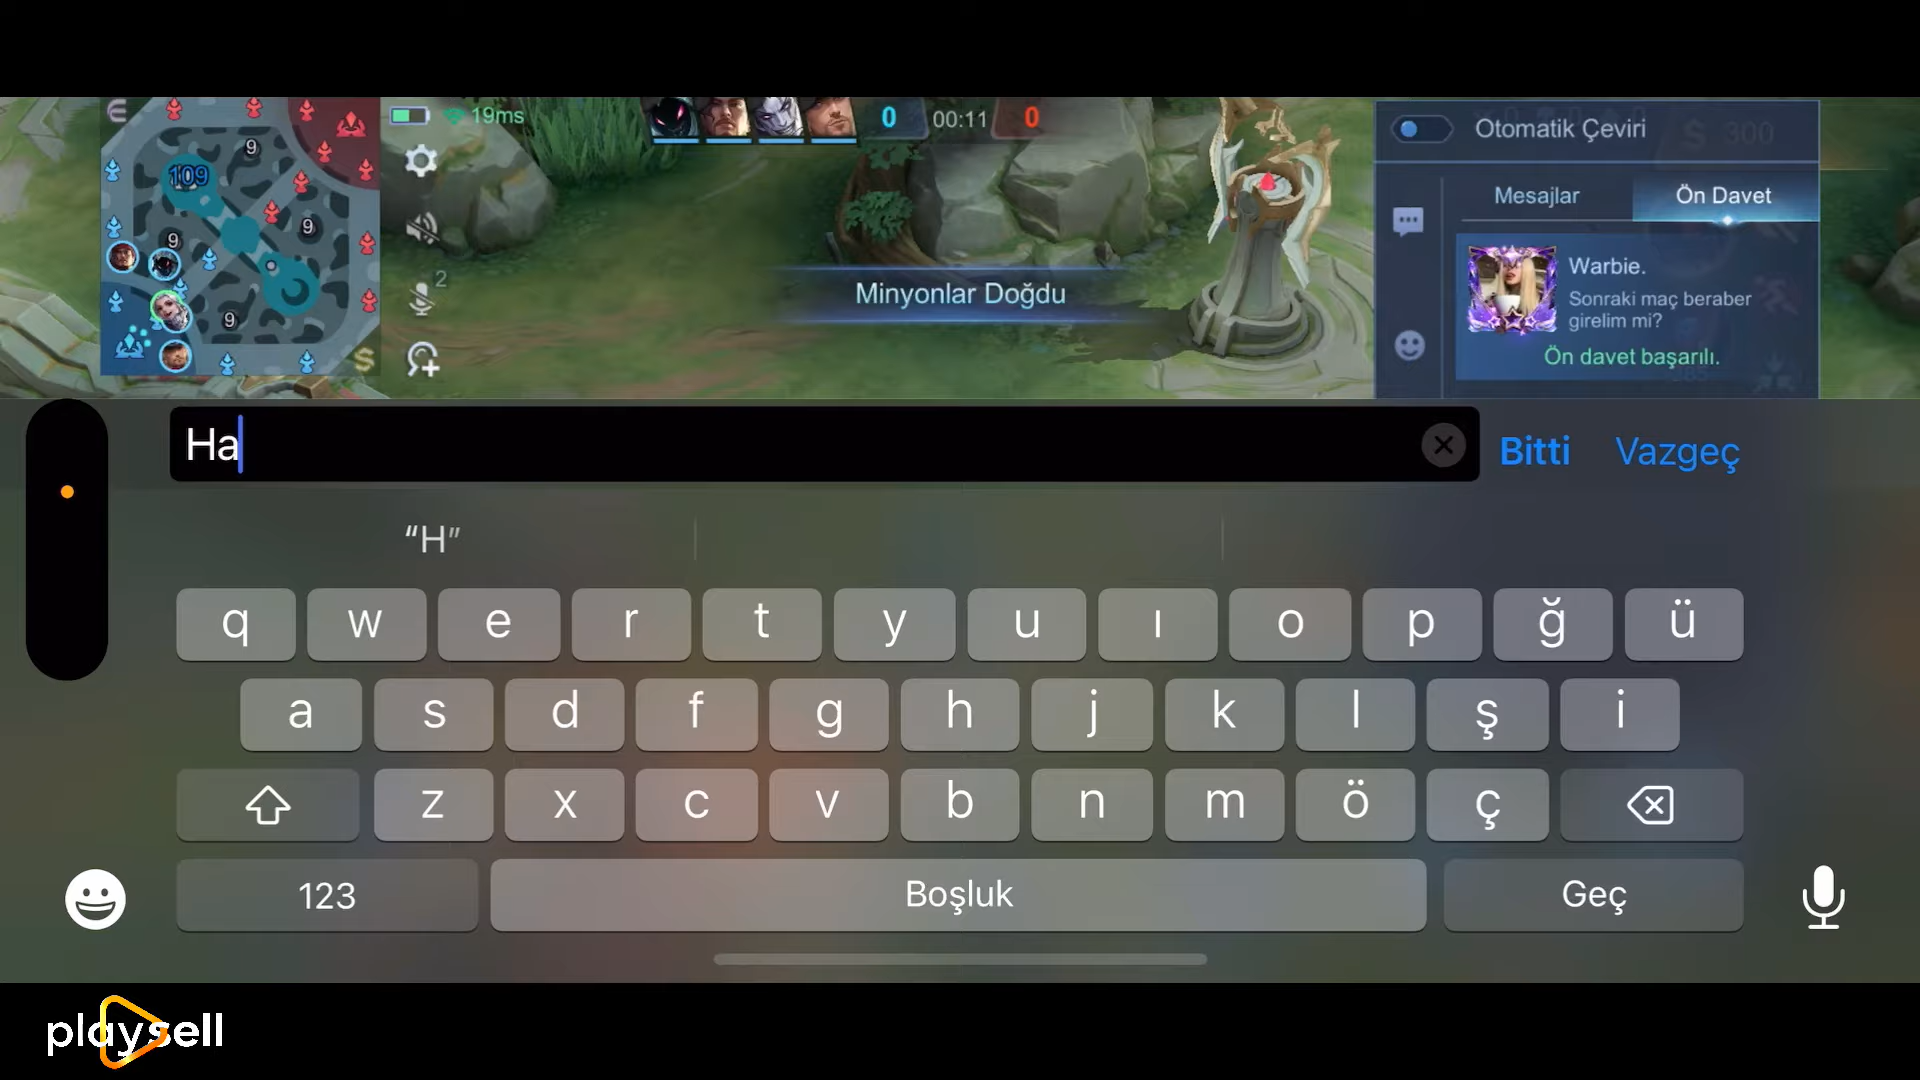 19ms
0
00:11
0
Otomatik Çeviri
$ 300
109
9
9
9
9
2
Mesajlar
Ön Davet
Minyonlar Doğdu
Warbie.
Sonraki maç beraber
girelim mi?
Ön davet başarılı.
Ha
Bitti
Vazgeç
“H”
q w e r t y u ı o p ğ ü
a s d f g h j k l ş i
z x c v b n m ö ç
123
Boşluk
Geç
playsell